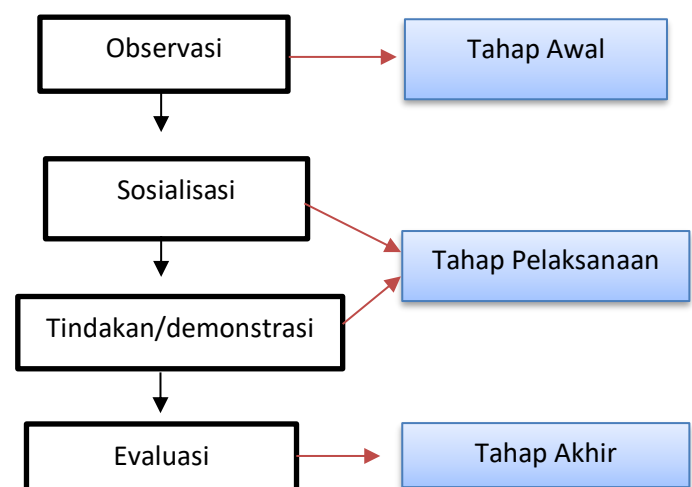 Observasi
Tahap Awal
Sosialisasi
Tahap Pelaksanaan
Tindakan/demonstrasi
Evaluasi
Tahap Akhir